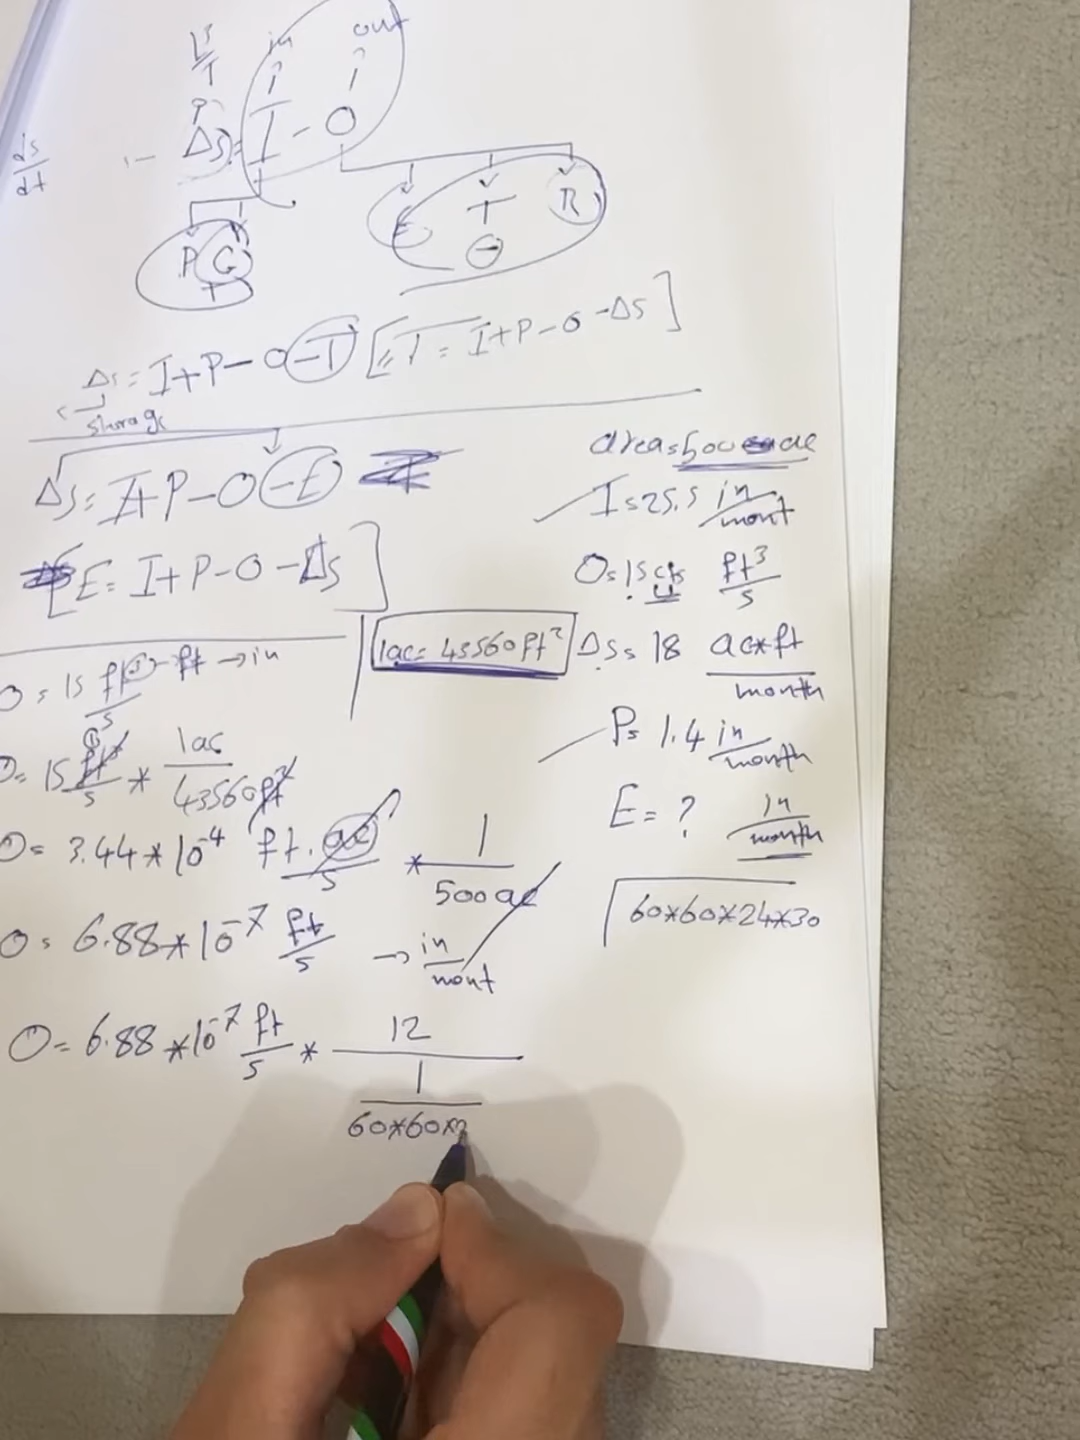 in out
ds/dt
ΔS = I - O
P G
T R
Δs = I+P-O-T [T = I+P-O-ΔS]
storage
area = 500 ac
ΔS = I+P-O-E
I = 25.5 in/mont
E = I+P-O-Δs
O = 15 cfs ft³/s
1ac = 43560 ft²
ΔS = 18 ac*ft/month
O = 15 ft³/s ft → in
P = 1.4 in/month
O = 15 ft³/s * 1ac/43560 ft²
E = ? in/month
O = 3.44*10^-4 ft.ac/s * 1/500 ac
60*60*24*30
O = 6.88*10^-7 ft/s → in/mont
O = 6.88*10^-7 ft/s * 12
1
60*60*